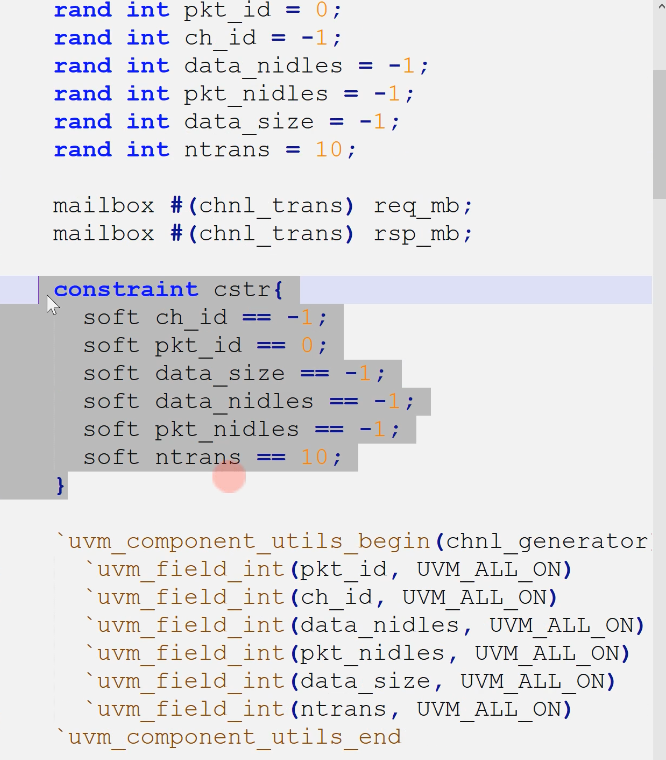 rand int pkt_id = 0;
rand int ch_id = -1;
rand int data_nidles = -1;
rand int pkt_nidles = -1;
rand int data_size = -1;
rand int ntrans = 10;
mailbox #(chnl_trans) req_mb;
mailbox #(chnl_trans) rsp_mb;
constraint cstr{
soft ch_id == -1;
soft pkt_id == 0;
soft data_size == -1;
soft data_nidles == -1;
soft pkt_nidles == -1;
soft ntrans == 10;
}
`uvm_component_utils_begin(chnl_generator
`uvm_field_int(pkt_id, UVM_ALL_ON)
`uvm_field_int(ch_id, UVM_ALL_ON)
`uvm_field_int(data_nidles, UVM_ALL_ON)
`uvm_field_int(pkt_nidles, UVM_ALL_ON)
`uvm_field_int(data_size, UVM_ALL_ON)
`uvm_field_int(ntrans, UVM_ALL_ON)
`uvm_component_utils_end